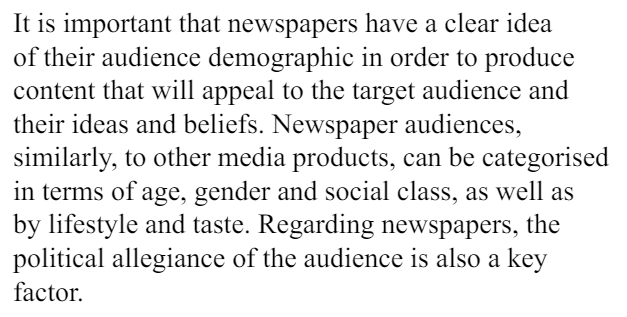 It is important that newspapers have a clear idea
of their audience demographic in order to produce
content that will appeal to the target audience and
their ideas and beliefs. Newspaper audiences,
similarly, to other media products, can be categorised
in terms of age, gender and social class, as well as
by lifestyle and taste. Regarding newspapers, the
political allegiance of the audience is also a key
factor.